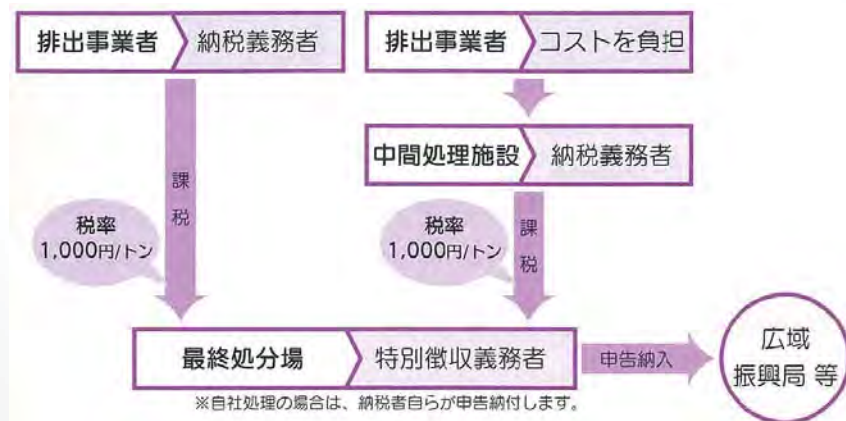 排出事業者 納税義務者
排出事業者 コストを負担
中間処理施設 納税義務者
課税
税率
1,000円/トン
課税
税率
1,000円/トン
最終処分場 特別徴収義務者
申告納入
広域
振興局 等
※自社処理の場合は、納税者自らが申告納付します。